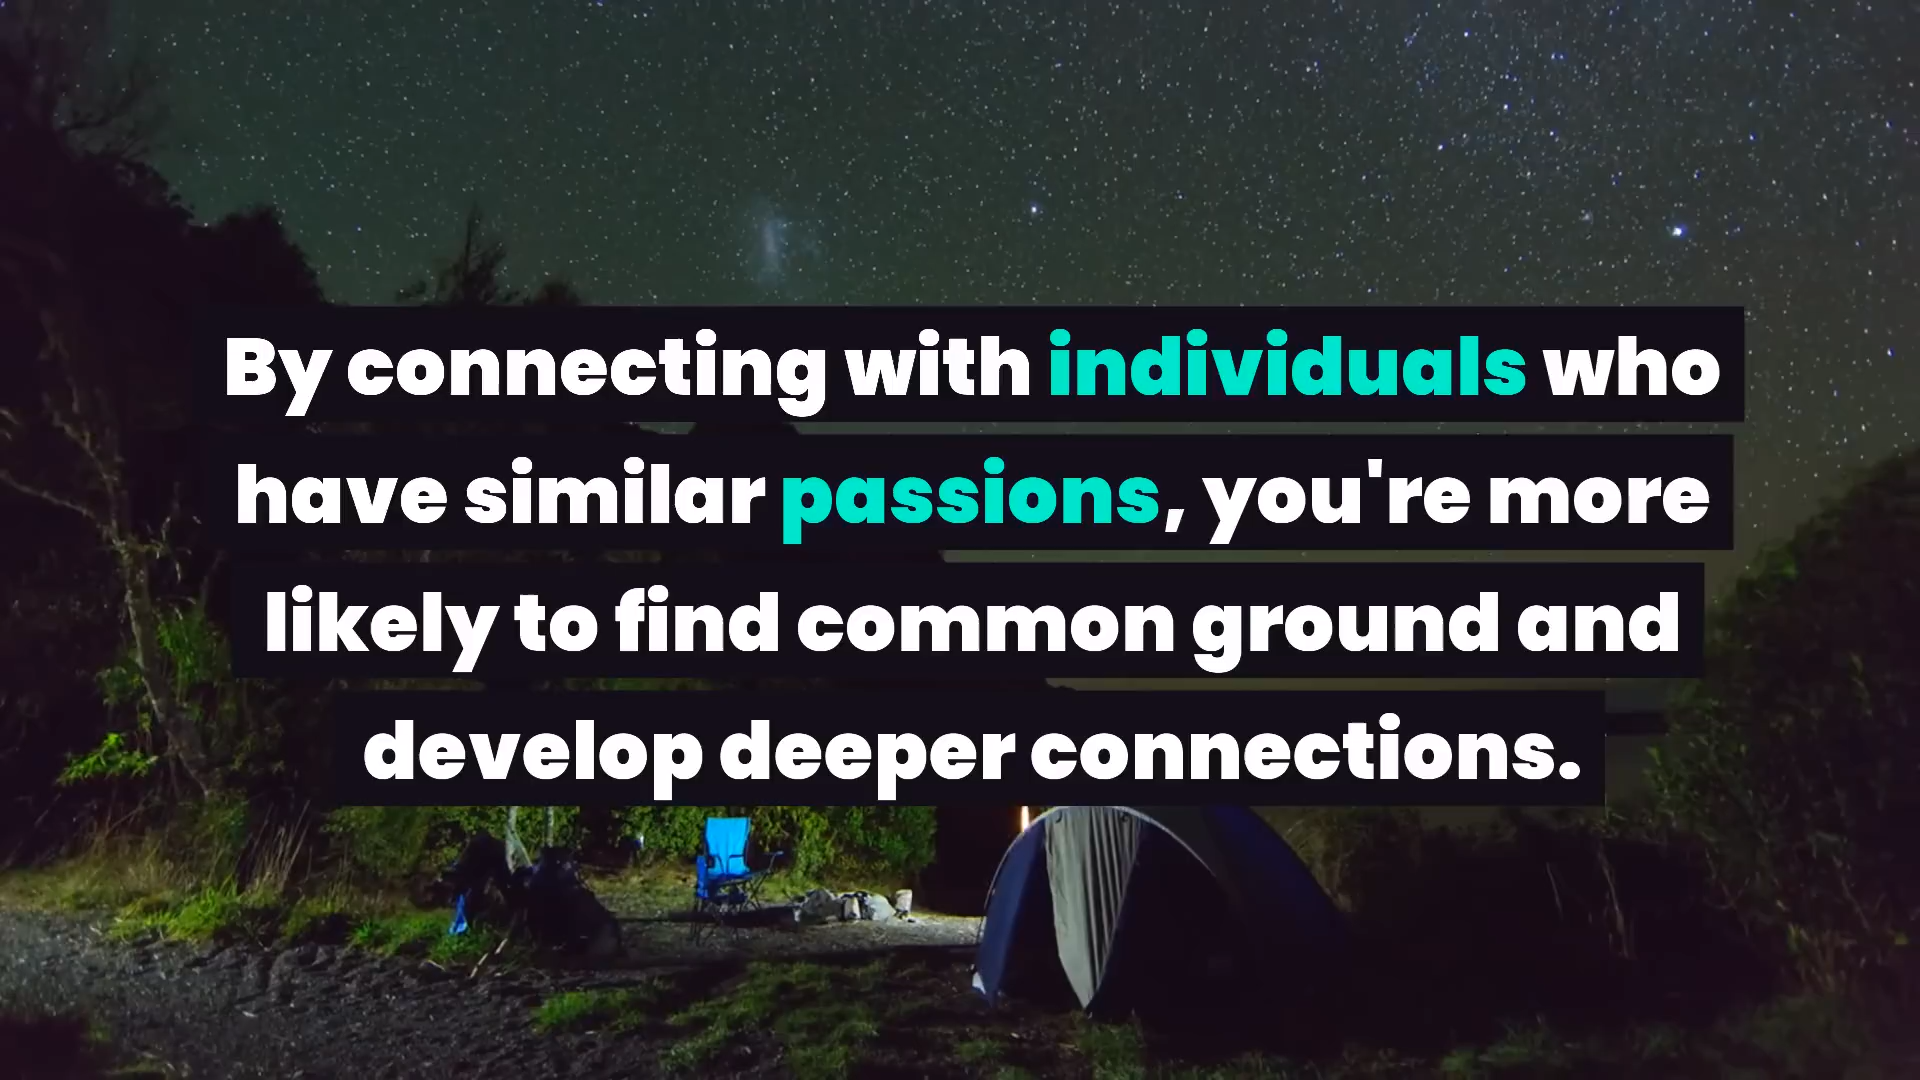 By connecting with individuals who
have similar passions, you're more
likely to find common ground and
develop deeper connections.